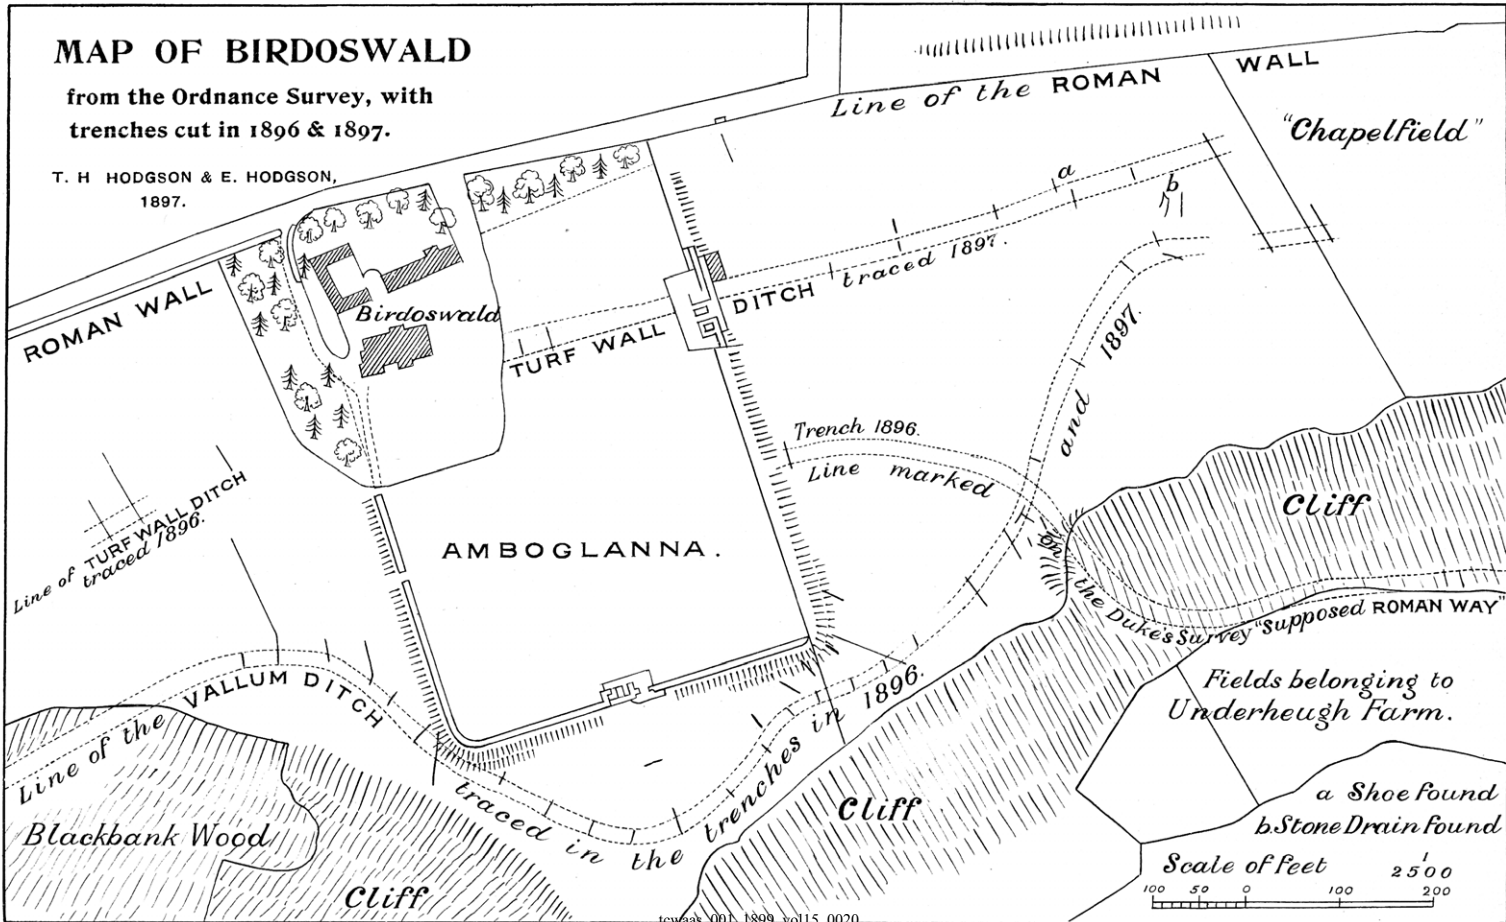 MAP OF BIRDOSWALD
from the Ordnance Survey, with
trenches cut in 1896 & 1897.
T. H HODGSON & E. HODGSON,
1897.
Line of the ROMAN WALL
"Chapelfield"
a
b
ROMAN WALL
Birdoswald
TURF WALL DITCH traced 1897.
Trench 1896.
Line marked
the Duke's Survey "Supposed ROMAN WAY"
Line of TURF WALL DITCH
traced 1896.
AMBOGLANNA.
Cliff
Line of the VALLUM DITCH traced in the trenches in 1896. and 1897.
Fields belonging to
Underheugh Farm.
Blackbank Wood
Cliff
Cliff
a Shoe found
b. Stone Drain found
Scale of feet 1/2500
100 50 0 100 200
tcwaas_001_1899_vol15_0020